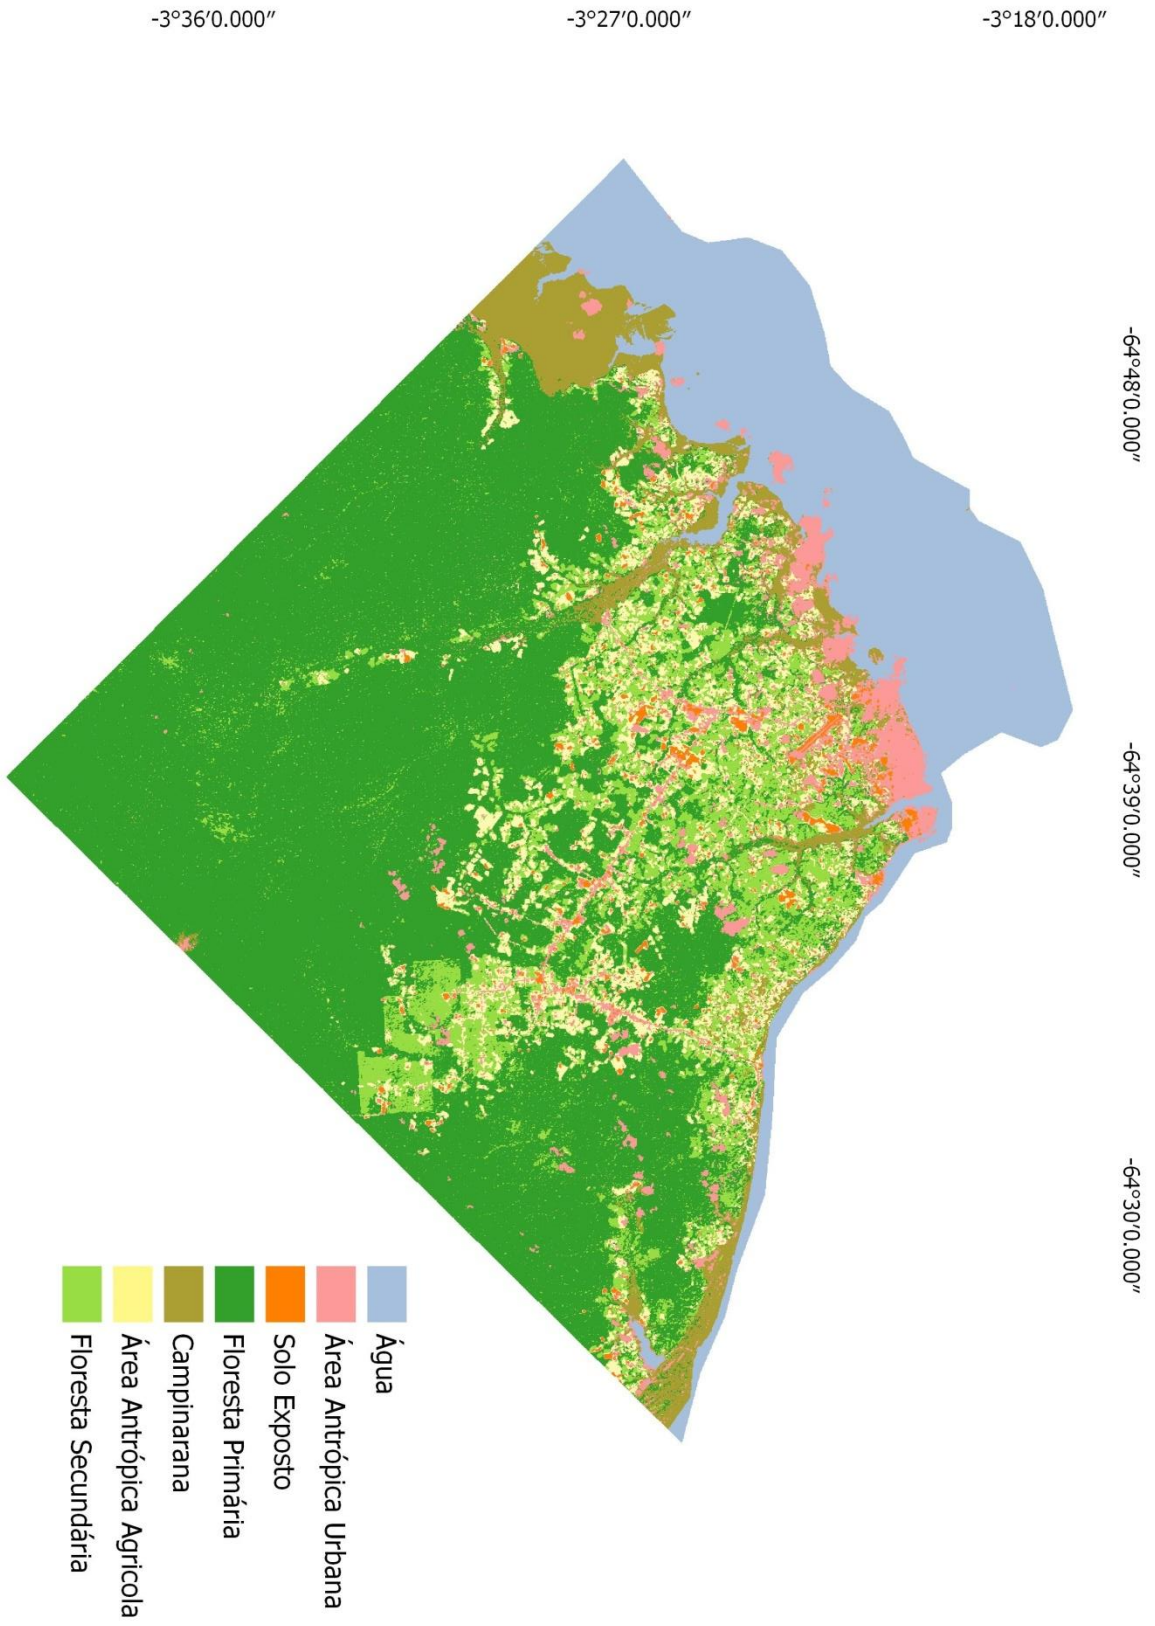 -3°36′0.000″
-3°27′0.000″
-3°18′0.000″
-64°48′0.000″
-64°39′0.000″
-64°30′0.000″
Água
Área Antrópica Urbana
Solo Exposto
Floresta Primária
Campinarana
Área Antrópica Agricola
Floresta Secundária